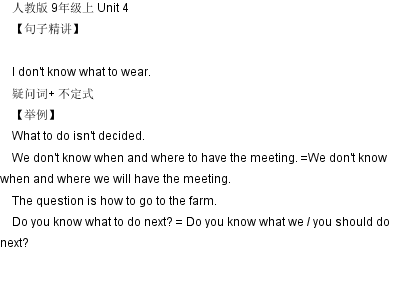 人教版 9年级上 Unit 4
【句子精讲】
I don't know what to wear.
疑问词+ 不定式
【举例】
What to do isn't decided.
We don't know when and where to have the meeting. =We don't know
when and where we will have the meeting.
The question is how to go to the farm.
Do you know what to do next? = Do you know what we / you should do
next?